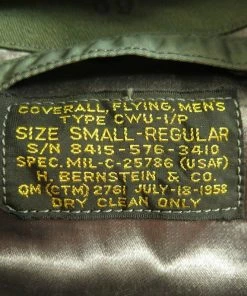 COVERALL, FLYING, MENS
TYPE CWU-1/P
SIZE SMALL-REGULAR
S/N 8415-576-3410
SPEC. MIL-C-25786 (USAF)
H. BERNSTEIN & CO.
QM (CTM) 2761 JULY-18-1958
DRY CLEAN ONLY